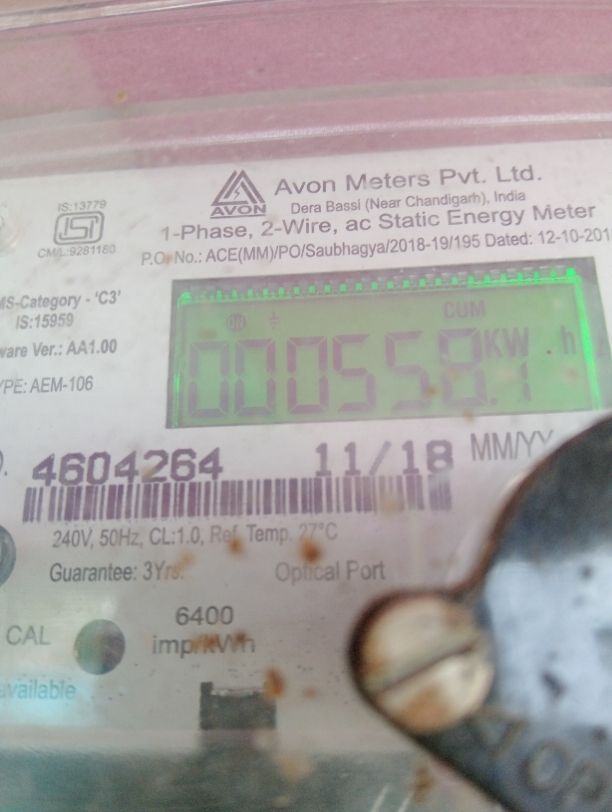 AVON
Avon Meters Pvt. Ltd.
Dera Bassi (Near Chandigarh), India
1-Phase, 2-Wire, ac Static Energy Meter
P.O. No.: ACE(MM)/PO/Saubhagya/2018-19/195 Dated: 12-10-201
IS:13779
ISI
CM/L:9281180
MS-Category - 'C3'
IS:15959
ware Ver.: AA1.00
YPE: AEM-106
ON CUM
000558.1 KW h
4604264 11/18 MM/YY
240V, 50Hz, CL:1.0, Ref. Temp. 27°C
Guarantee: 3Yrs. Optical Port
CAL
6400
imp/kWh
available